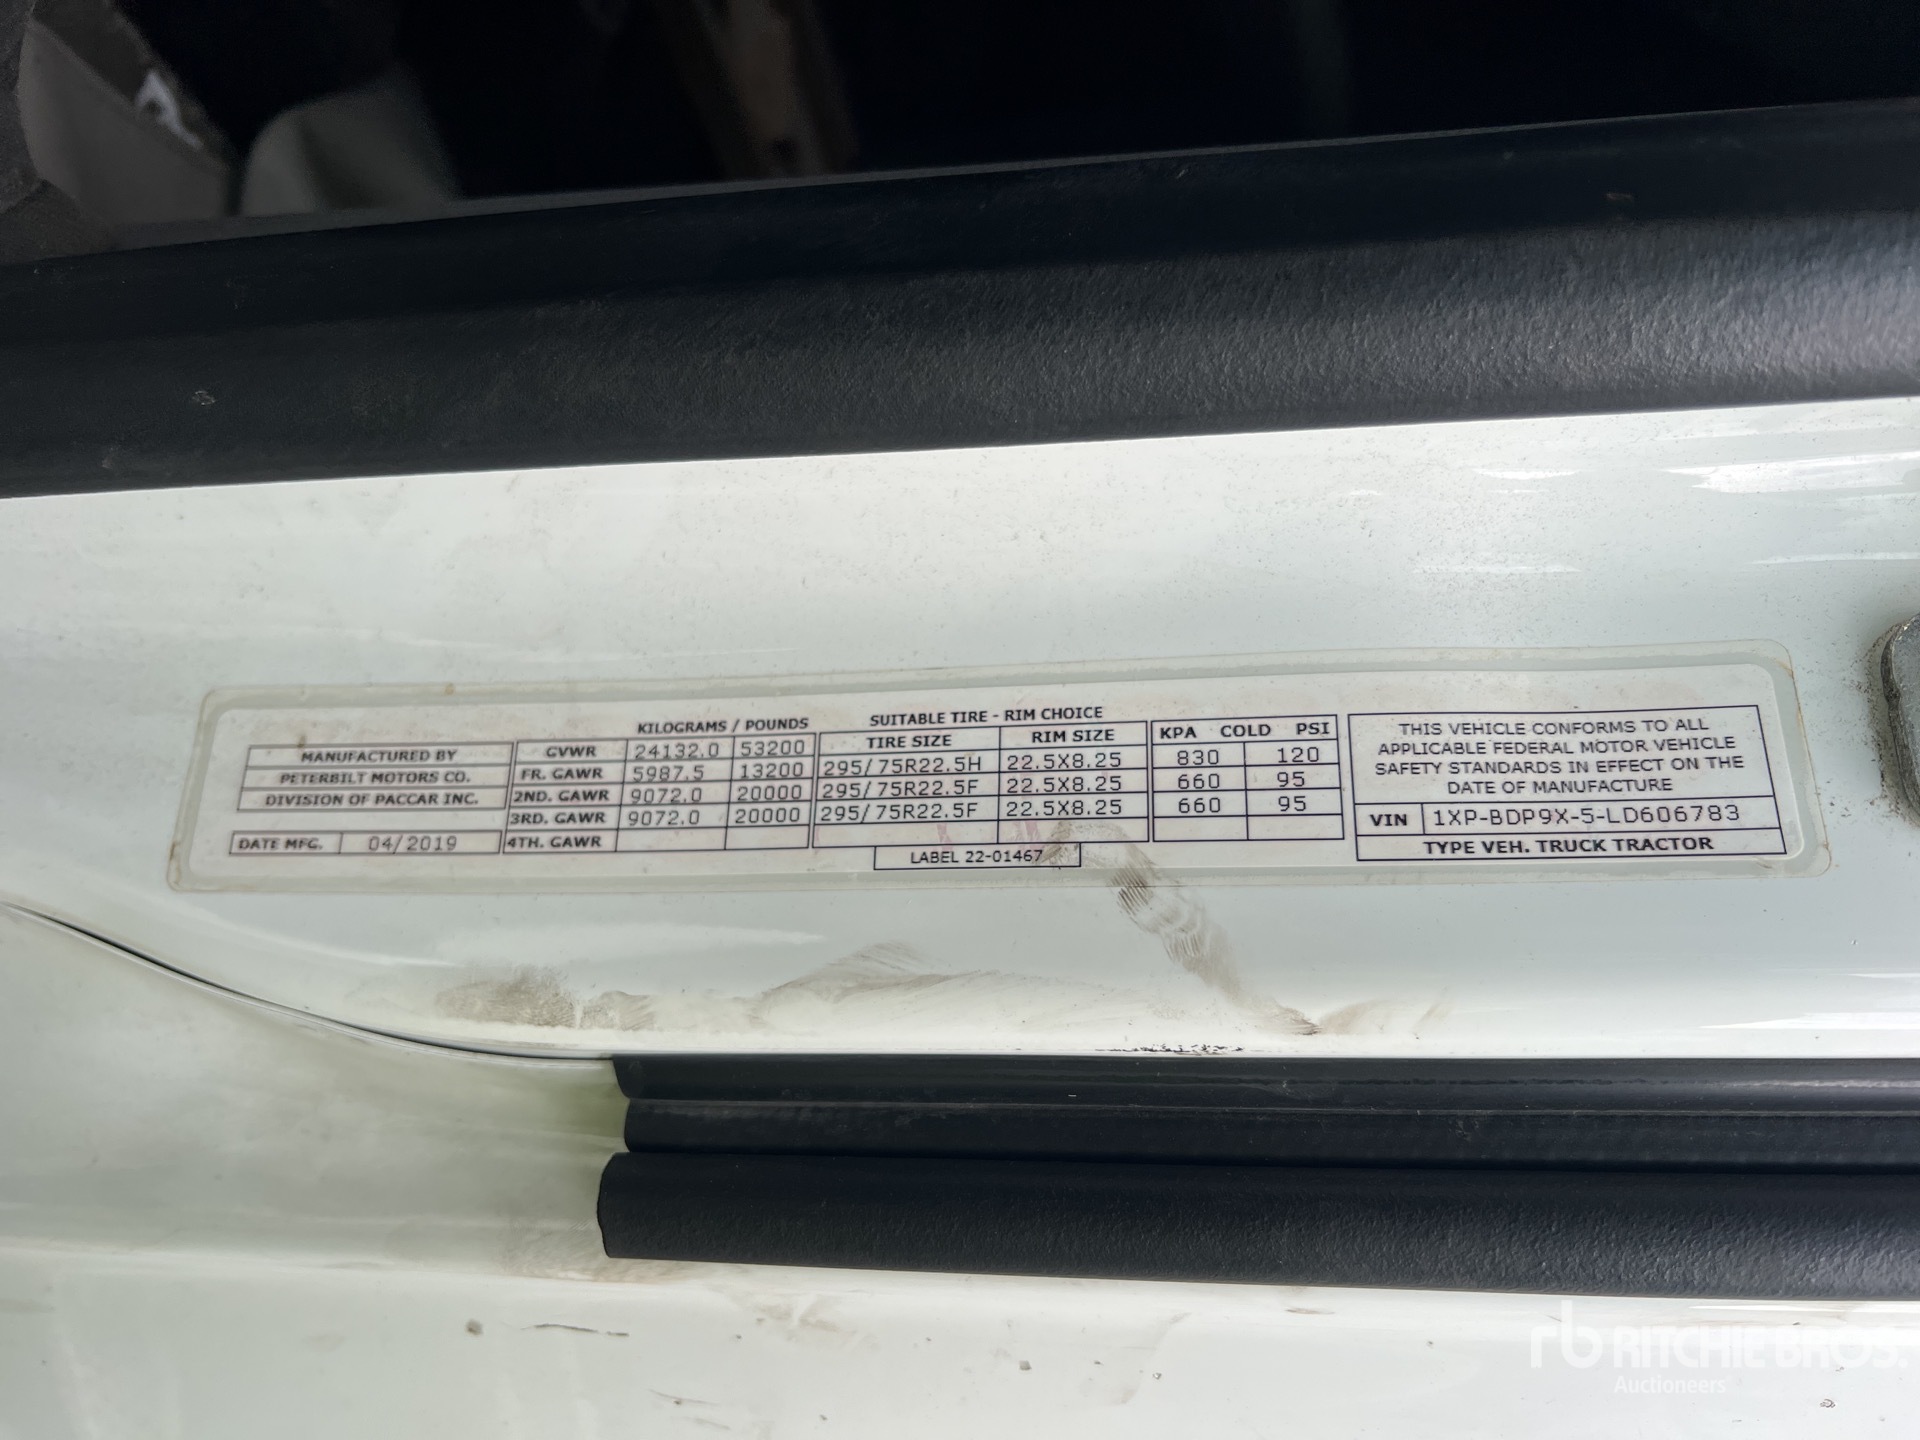 KILOGRAMS / POUNDS SUITABLE TIRE - RIM CHOICE
MANUFACTURED BY
PETERBILT MOTORS CO.
DIVISION OF PACCAR INC.
DATE MFG. 04/2019
GVWR 24132.0 53200 TIRE SIZE RIM SIZE KPA COLD PSI
FR. GAWR 5987.5 13200 295/75R22.5H 22.5X8.25 830 120
2ND. GAWR 9072.0 20000 295/75R22.5F 22.5X8.25 660 95
3RD. GAWR 9072.0 20000 295/75R22.5F 22.5X8.25 660 95
4TH. GAWR
LABEL 22-01467
THIS VEHICLE CONFORMS TO ALL
APPLICABLE FEDERAL MOTOR VEHICLE
SAFETY STANDARDS IN EFFECT ON THE
DATE OF MANUFACTURE
VIN 1XP-BDP9X-5-LD606783
TYPE VEH. TRUCK TRACTOR
rb RITCHIE BROS.
Auctioneers